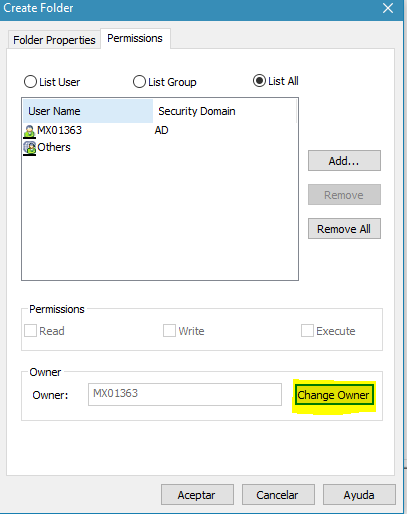 Create Folder
Folder Properties Permissions
List User List Group List All
User Name Security Domain
MX01363 AD
Others
Add...
Remove
Remove All
Permissions
Read Write Execute
Owner
Owner: MX01363 Change Owner
Aceptar Cancelar Ayuda